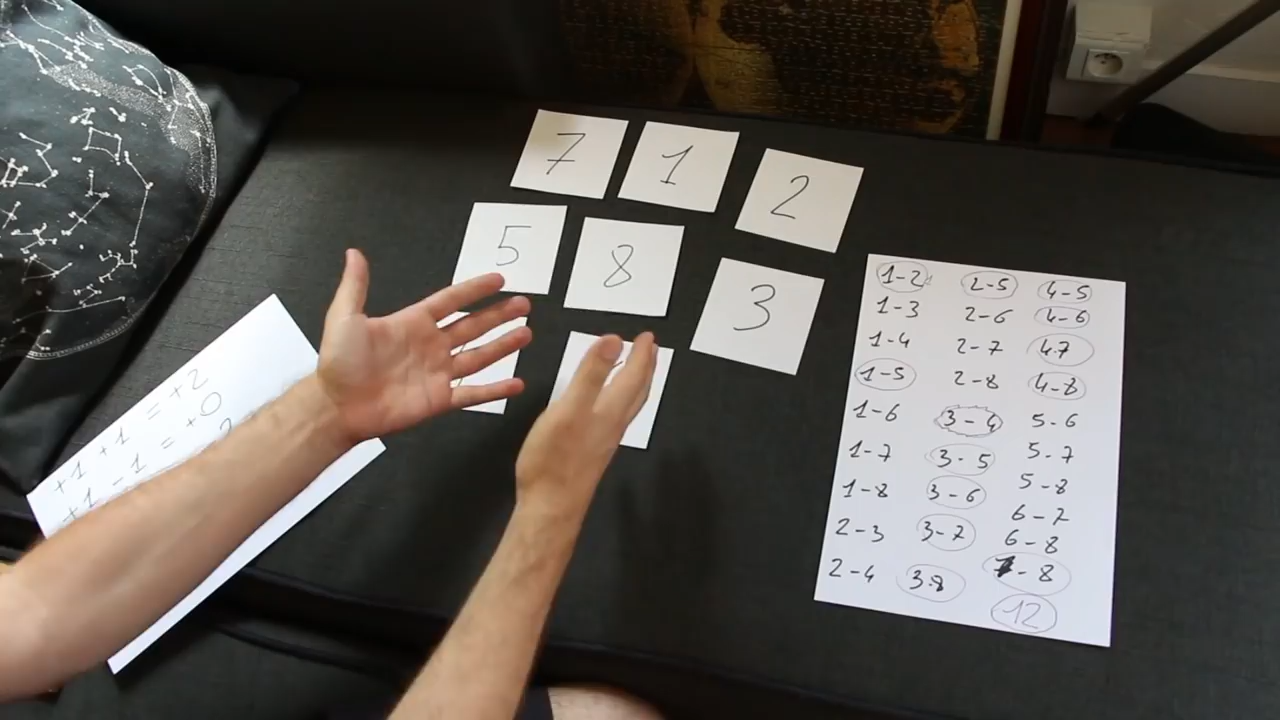 7 1 2
5 8 3
1-2 2-5 4-5
1-3 2-6 4-6
1-4 2-7 4-7
1-5 2-8 4-8
1-6 3-4 5-6
1-7 3-5 5-7
1-8 3-6 5-8
2-3 3-7 6-7
2-4 3-8 6-8
7-8
12
+1+1=+2
+1-1=+0